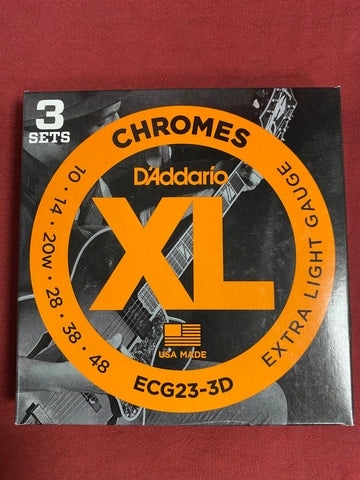 3
SETS
CHROMES
D'Addario
XL
10 • 14 • 20w • 28 • 38 • 48
EXTRA LIGHT GAUGE
USA MADE
ECG23-3D